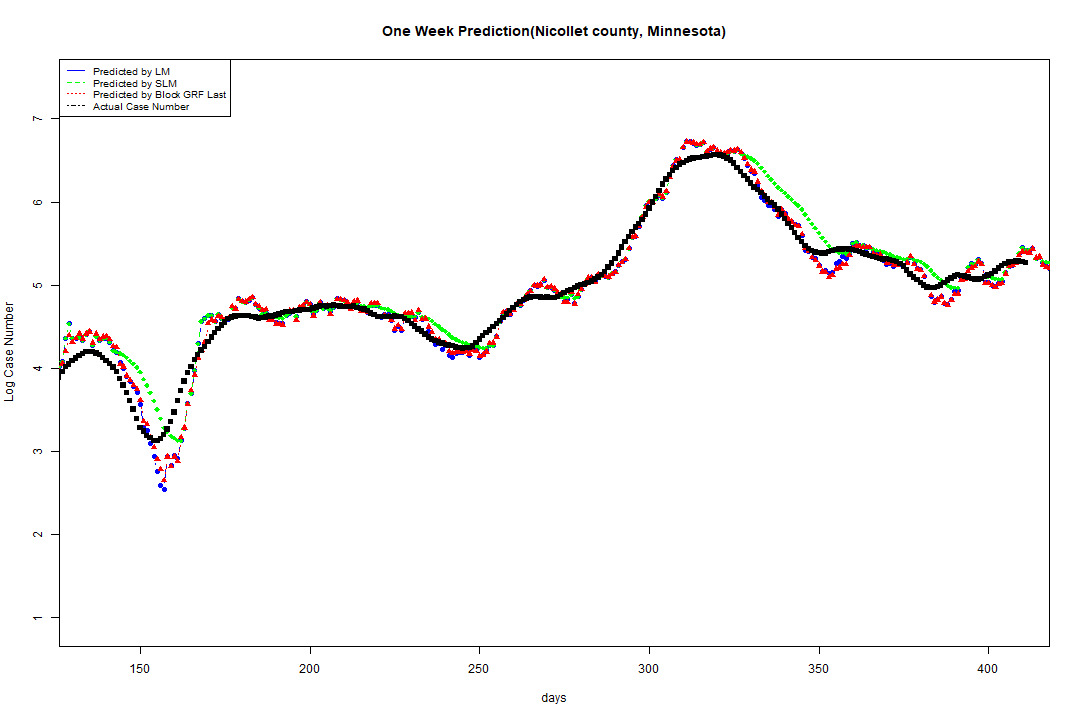 One Week Prediction(Nicollet county, Minnesota)
Predicted by LM
Predicted by SLM
Predicted by Block GRF Last
Actual Case Number
Log Case Number
7
6
5
4
3
2
1
150 200 250 300 350 400
days